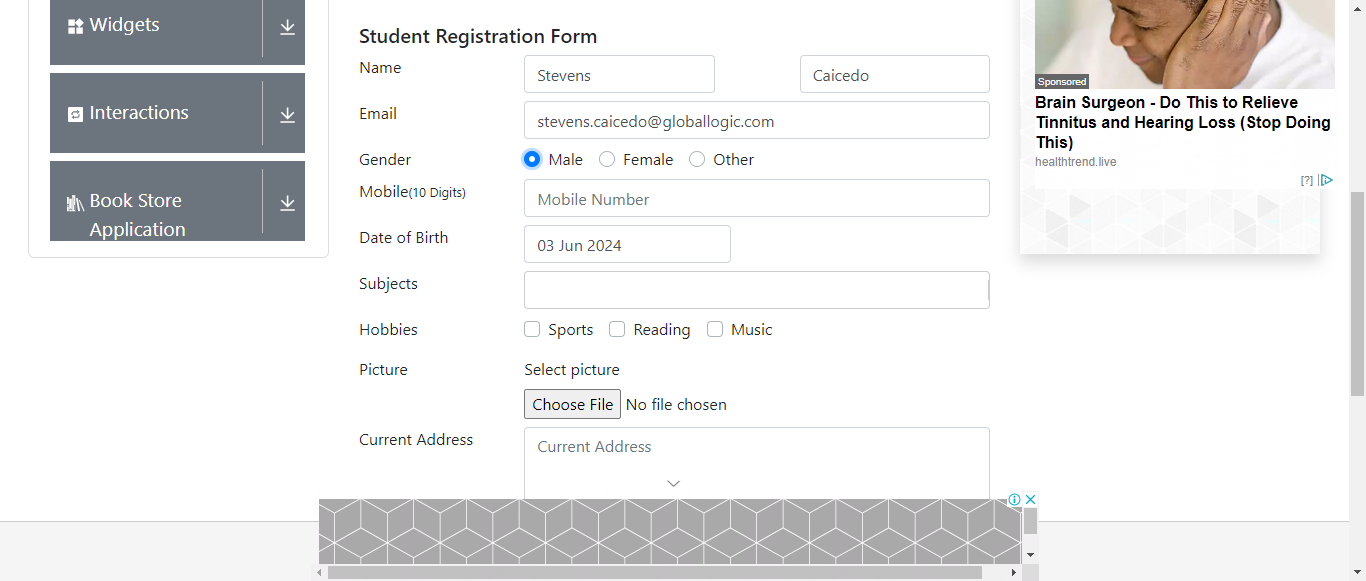 Widgets
Interactions
Book Store
Application
Student Registration Form
Name
Stevens
Caicedo
Email
stevens.caicedo@globallogic.com
Gender
Male
Female
Other
Mobile(10 Digits)
Mobile Number
Date of Birth
03 Jun 2024
Subjects
Hobbies
Sports
Reading
Music
Picture
Select picture
Choose File No file chosen
Current Address
Current Address
Sponsored
Brain Surgeon - Do This to Relieve
Tinnitus and Hearing Loss (Stop Doing
This)
healthtrend.live
[?]